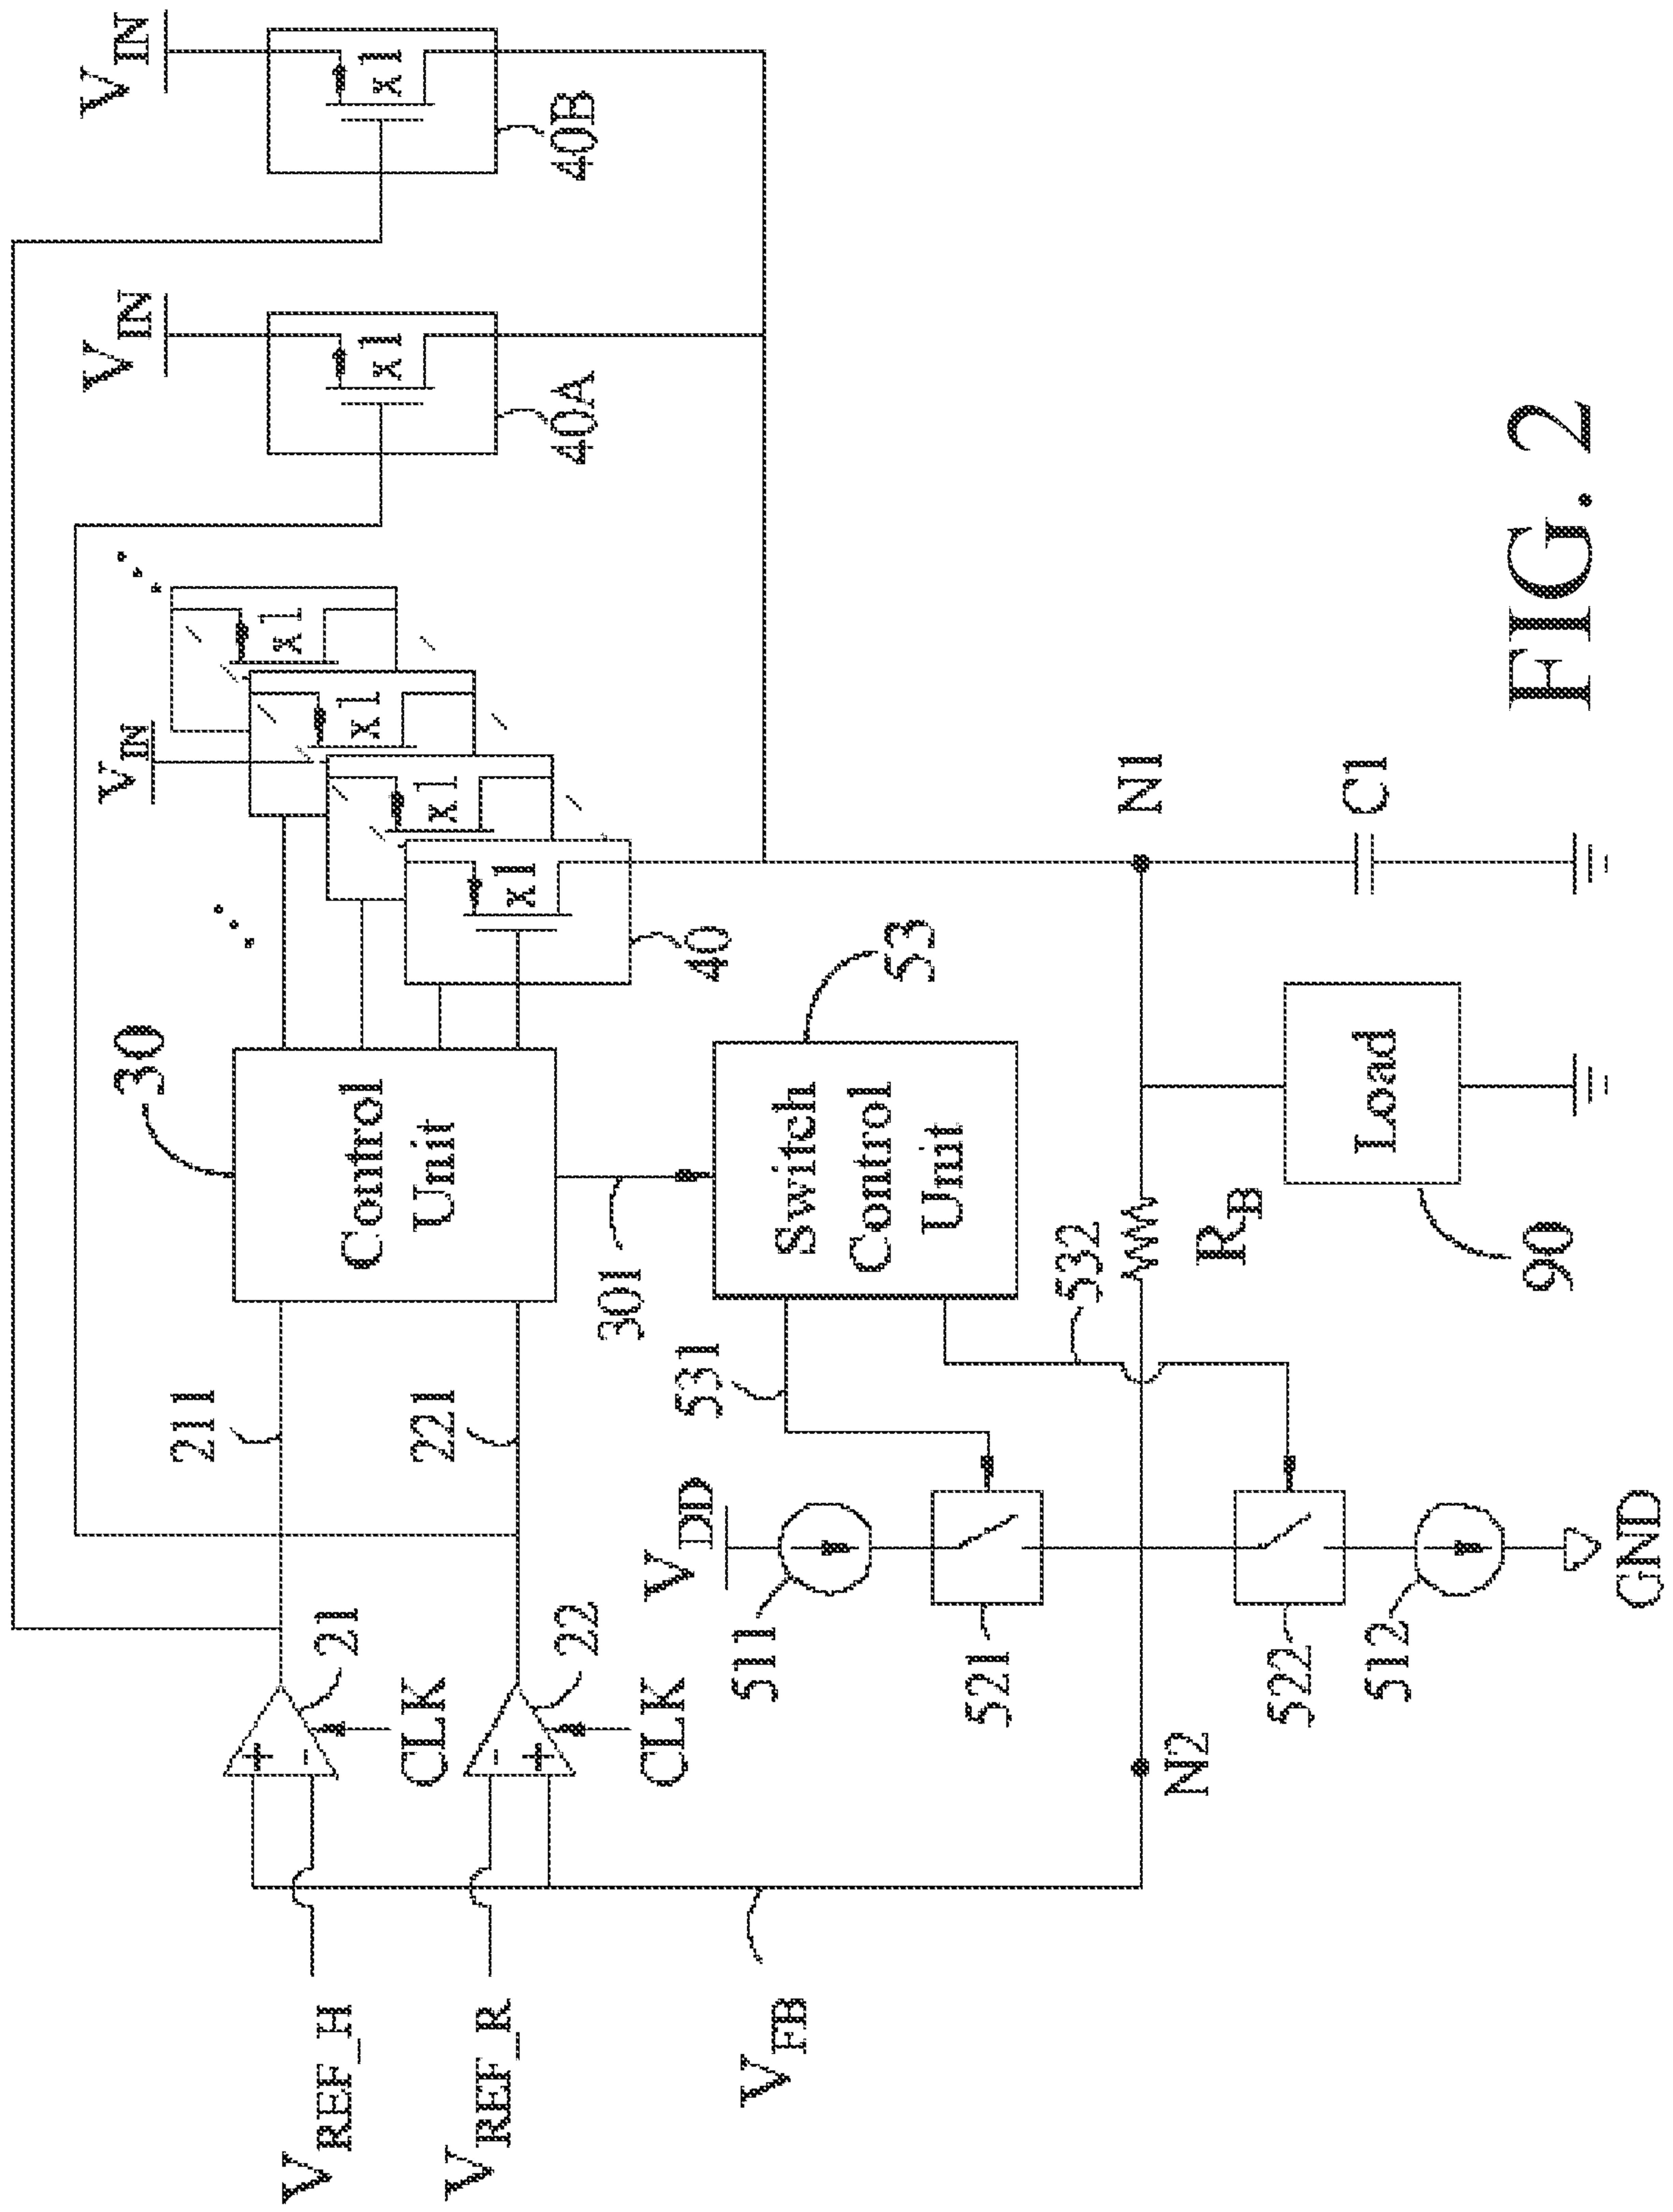 V_IN
V_IN
V_IN
x1
x1
x1
x1
x1
x1
40B
40A
40
30
Control
Unit
211
221
301
21
22
CLK
CLK
V_REF_H
V_REF_R
V_FB
53
Switch
Control
Unit
531
532
V_DD
511
521
522
512
GND
N2
R_B
N1
C1
Load
90
FIG. 2